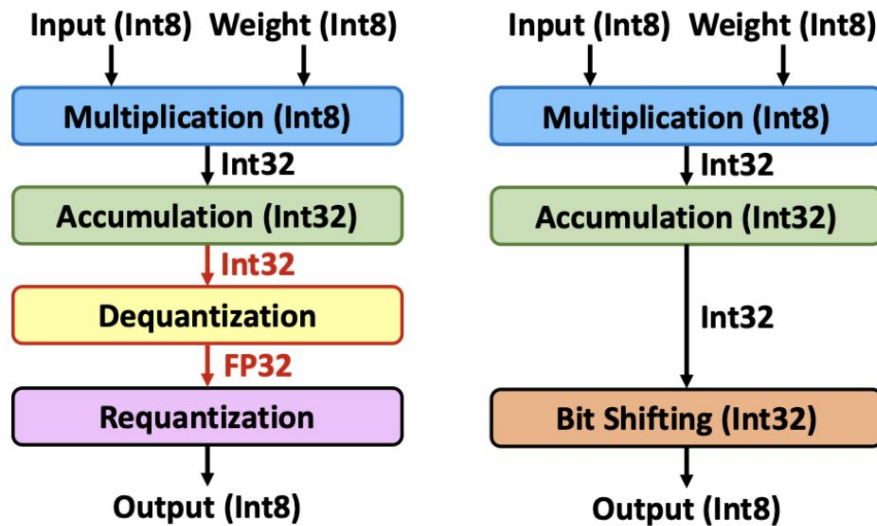 Input (Int8) Weight (Int8)
Multiplication (Int8)
Int32
Accumulation (Int32)
Int32
Dequantization
FP32
Requantization
Output (Int8)
Input (Int8) Weight (Int8)
Multiplication (Int8)
Int32
Accumulation (Int32)
Int32
Bit Shifting (Int32)
Output (Int8)